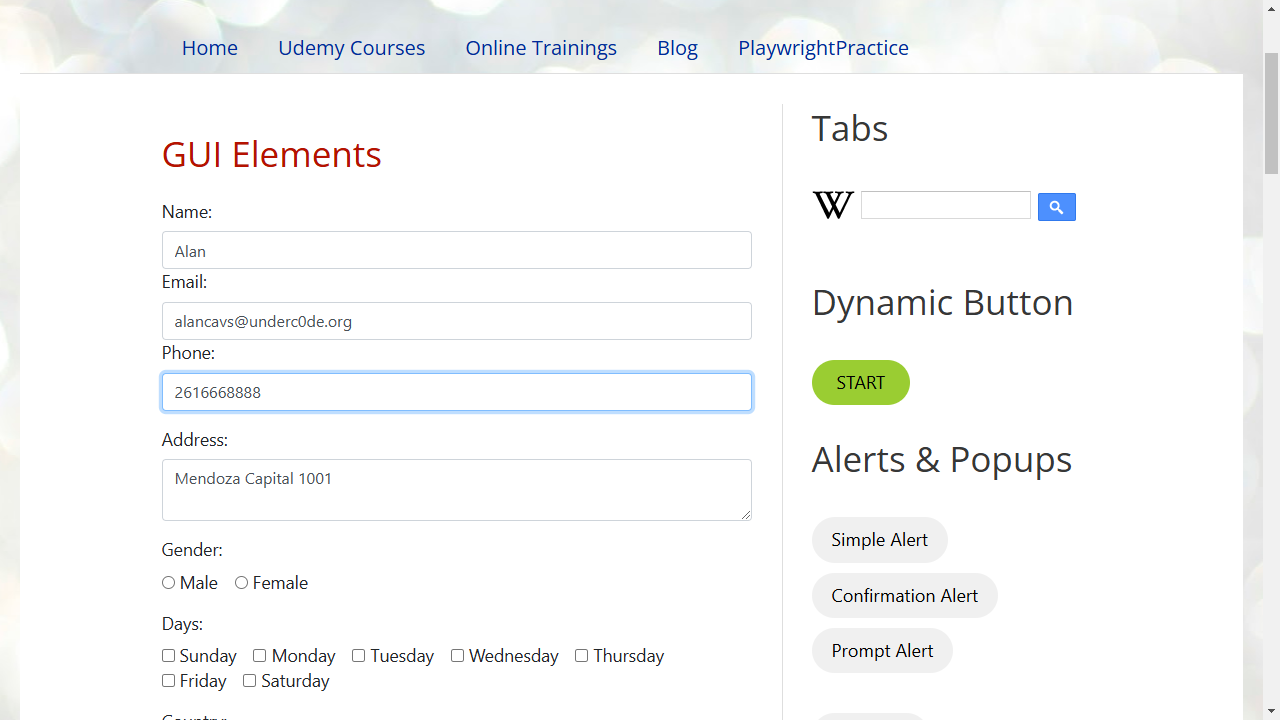 Home Udemy Courses Online Trainings Blog PlaywrightPractice
GUI Elements
Name:
Alan
Email:
alancavs@underc0de.org
Phone:
2616668888
Address:
Mendoza Capital 1001
Gender:
Male Female
Days:
Sunday Monday Tuesday Wednesday Thursday
Friday Saturday
Country:
Tabs
W
Dynamic Button
START
Alerts & Popups
Simple Alert
Confirmation Alert
Prompt Alert